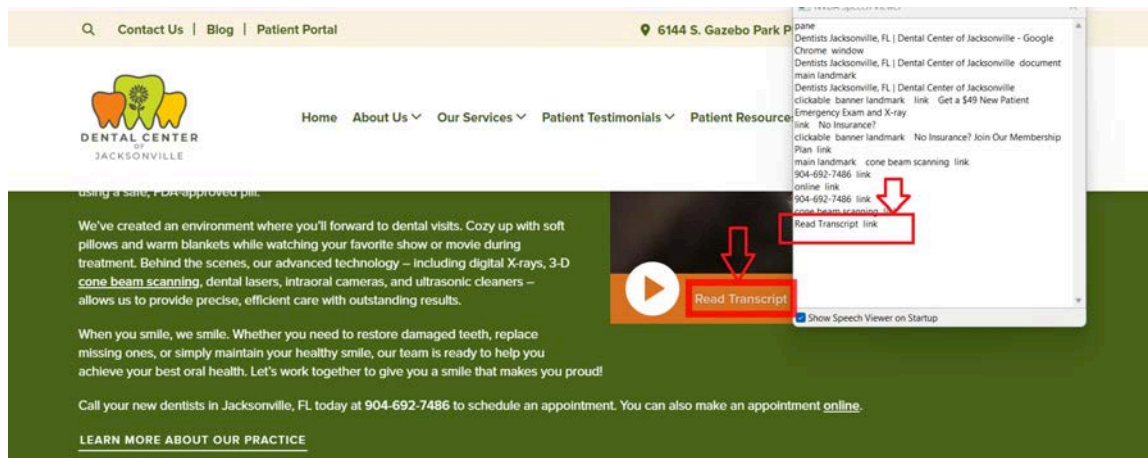 Contact Us | Blog | Patient Portal
6144 S. Gazebo Park P
DENTAL CENTER
OF
JACKSONVILLE
Home About Us Our Services Patient Testimonials Patient Resource
using a safe, FDA-approved pill.
We've created an environment where you'll forward to dental visits. Cozy up with soft
pillows and warm blankets while watching your favorite show or movie during
treatment. Behind the scenes, our advanced technology – including digital X-rays, 3-D
cone beam scanning, dental lasers, intraoral cameras, and ultrasonic cleaners –
allows us to provide precise, efficient care with outstanding results.
When you smile, we smile. Whether you need to restore damaged teeth, replace
missing ones, or simply maintain your healthy smile, our team is ready to help you
achieve your best oral health. Let's work together to give you a smile that makes you proud!
Call your new dentists in Jacksonville, FL today at 904-692-7486 to schedule an appointment. You can also make an appointment online.
LEARN MORE ABOUT OUR PRACTICE
Read Transcript
NVDA Speech Viewer
pane
Dentists Jacksonville, FL | Dental Center of Jacksonville - Google
Chrome window
Dentists Jacksonville, FL | Dental Center of Jacksonville document
main landmark
Dentists Jacksonville, FL | Dental Center of Jacksonville
clickable banner landmark link Get a $49 New Patient
Emergency Exam and X-ray
link No Insurance?
clickable banner landmark No Insurance? Join Our Membership
Plan link
main landmark cone beam scanning link
904-692-7486 link
online link
904-692-7486 link
cone beam scanning
Read Transcript link
Show Speech Viewer on Startup